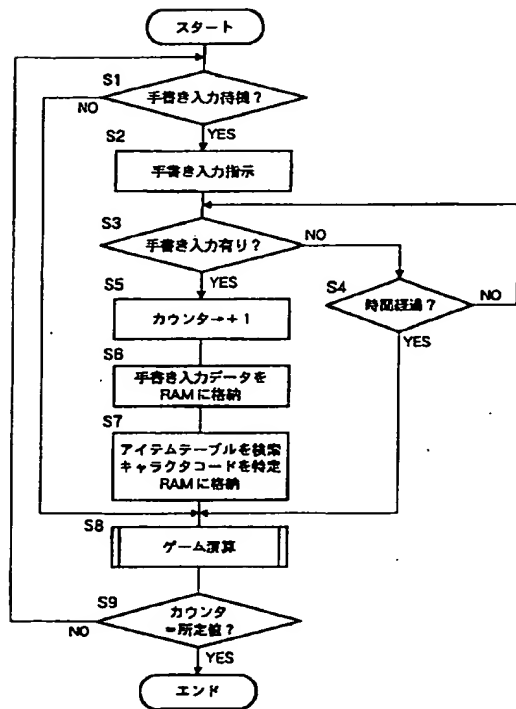 スタート
S1
手書き入力待機？
NO
YES
S2
手書き入力指示
S3
手書き入力有り？
NO
YES
S4
時間経過？
NO
YES
S5
カウンタ→+1
S6
手書き入力データを
RAMに格納
S7
アイテムテーブルを検索
キャラクタコードを特定
RAMに格納
S8
ゲーム演算
S9
カウンタ
=所定値？
NO
YES
エンド